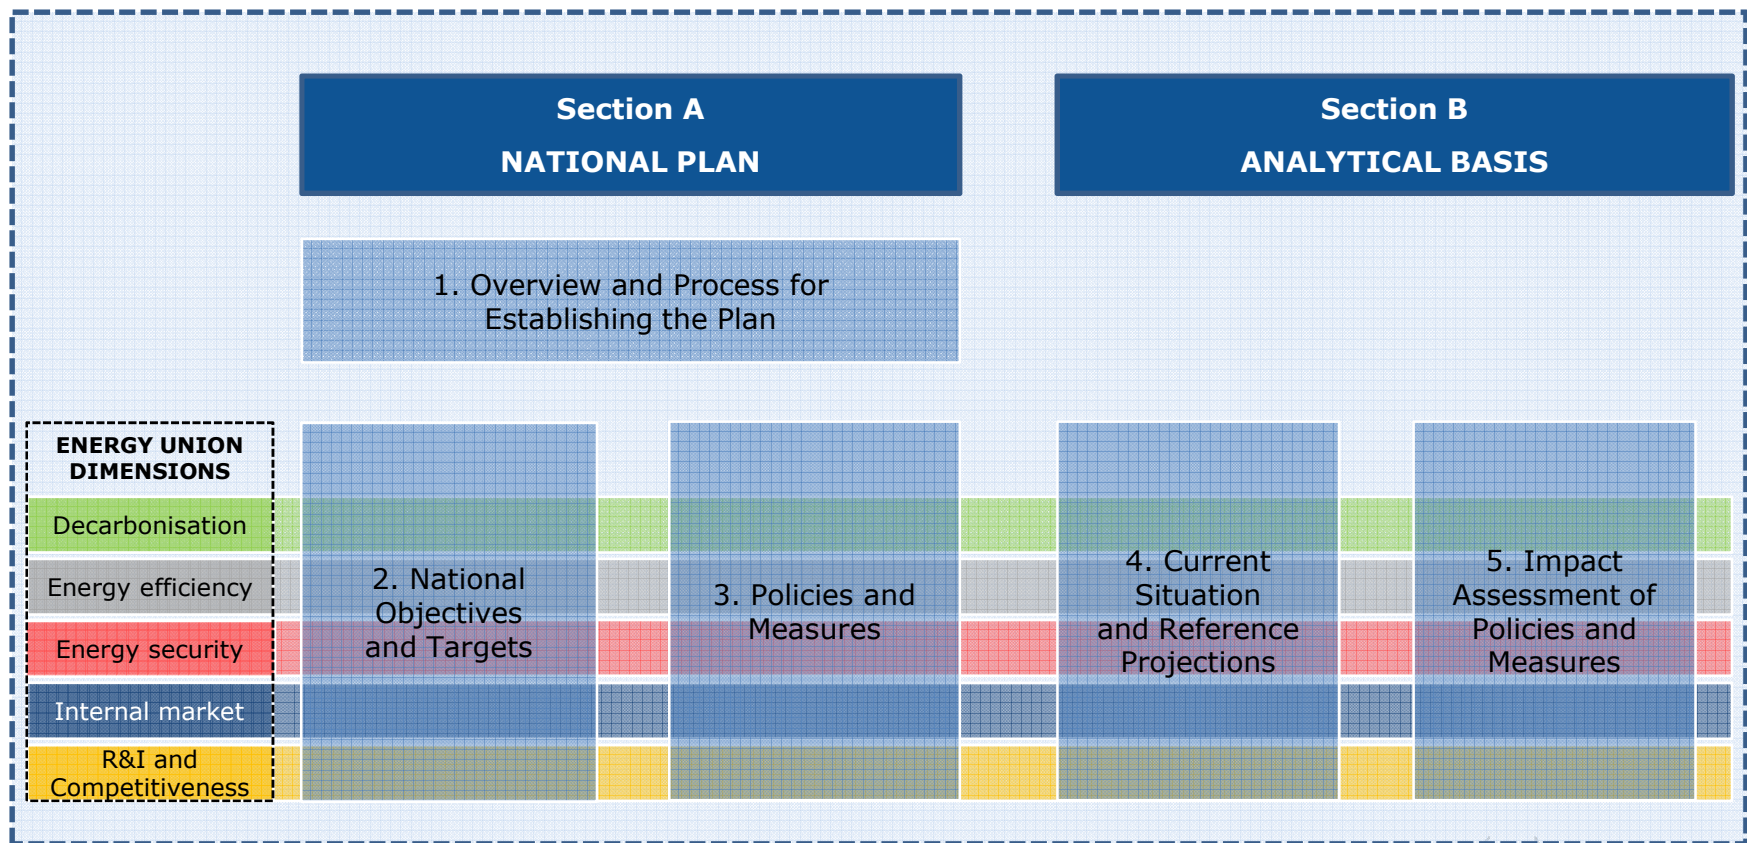 Section A
NATIONAL PLAN
Section B
ANALYTICAL BASIS
1. Overview and Process for
Establishing the Plan
ENERGY UNION
DIMENSIONS
Decarbonisation
Energy efficiency
Energy security
Internal market
R&I and
Competitiveness
2. National
Objectives
and Targets
3. Policies and
Measures
4. Current
Situation
and Reference
Projections
5. Impact
Assessment of
Policies and
Measures